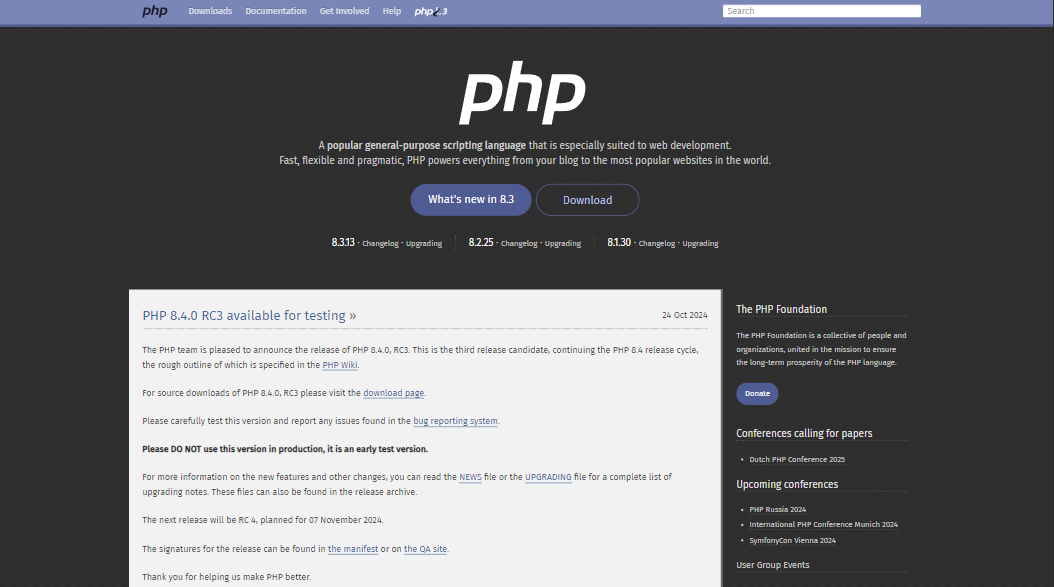 php
Downloads Documentation Get Involved Help php8.3
Search
php
A popular general-purpose scripting language that is especially suited to web development.
Fast, flexible and pragmatic, PHP powers everything from your blog to the most popular websites in the world.
What's new in 8.3 Download
8.3.13 · Changelog · Upgrading 8.2.25 · Changelog · Upgrading 8.1.30 · Changelog · Upgrading
PHP 8.4.0 RC3 available for testing » 24 Oct 2024
The PHP team is pleased to announce the release of PHP 8.4.0, RC3. This is the third release candidate, continuing the PHP 8.4 release cycle,
the rough outline of which is specified in the PHP Wiki.
For source downloads of PHP 8.4.0, RC3 please visit the download page.
Please carefully test this version and report any issues found in the bug reporting system.
Please DO NOT use this version in production, it is an early test version.
For more information on the new features and other changes, you can read the NEWS file or the UPGRADING file for a complete list of
upgrading notes. These files can also be found in the release archive.
The next release will be RC 4, planned for 07 November 2024.
The signatures for the release can be found in the manifest or on the QA site.
Thank you for helping us make PHP better.
The PHP Foundation
The PHP Foundation is a collective of people and
organizations, united in the mission to ensure
the long-term prosperity of the PHP language.
Donate
Conferences calling for papers
• Dutch PHP Conference 2025
Upcoming conferences
• PHP Russia 2024
• International PHP Conference Munich 2024
• SymfonyCon Vienna 2024
User Group Events